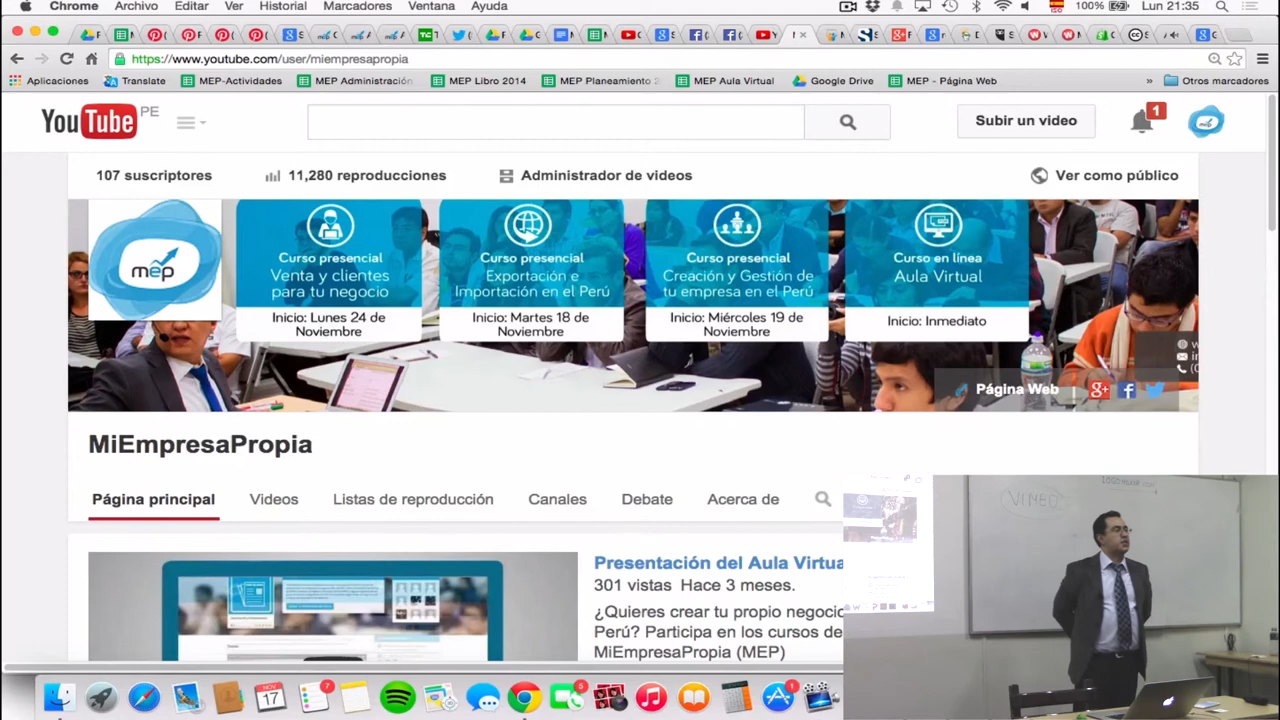 Chrome Archivo Editar Ver Historial Marcadores Ventana Ayuda 100% Lun 21:35
https://www.youtube.com/user/miempresapropia
Aplicaciones Translate MEP-Actividades MEP Administración MEP Libro 2014 MEP Planeamiento 2 MEP Aula Virtual Google Drive MEP - Página Web » Otros marcadores
YouTube PE
Subir un video
1
107 suscriptores 11,280 reproducciones Administrador de videos Ver como público
mep
Curso presencial
Venta y clientes
para tu negocio
Inicio: Lunes 24 de
Noviembre
Curso presencial
Exportación e
Importación en el Perú
Inicio: Martes 18 de
Noviembre
Curso presencial
Creación y Gestión de
tu empresa en el Perú
Inicio: Miércoles 19 de
Noviembre
Curso en línea
Aula Virtual
Inicio: Inmediato
Página Web
MiEmpresaPropia
Página principal Videos Listas de reproducción Canales Debate Acerca de
Presentación del Aula Virtua
301 vistas Hace 3 meses.
¿Quieres crear tu propio negocio
Perú? Participa en los cursos de
MiEmpresaPropia (MEP)
VIMEO
NOV
17
7
5
1